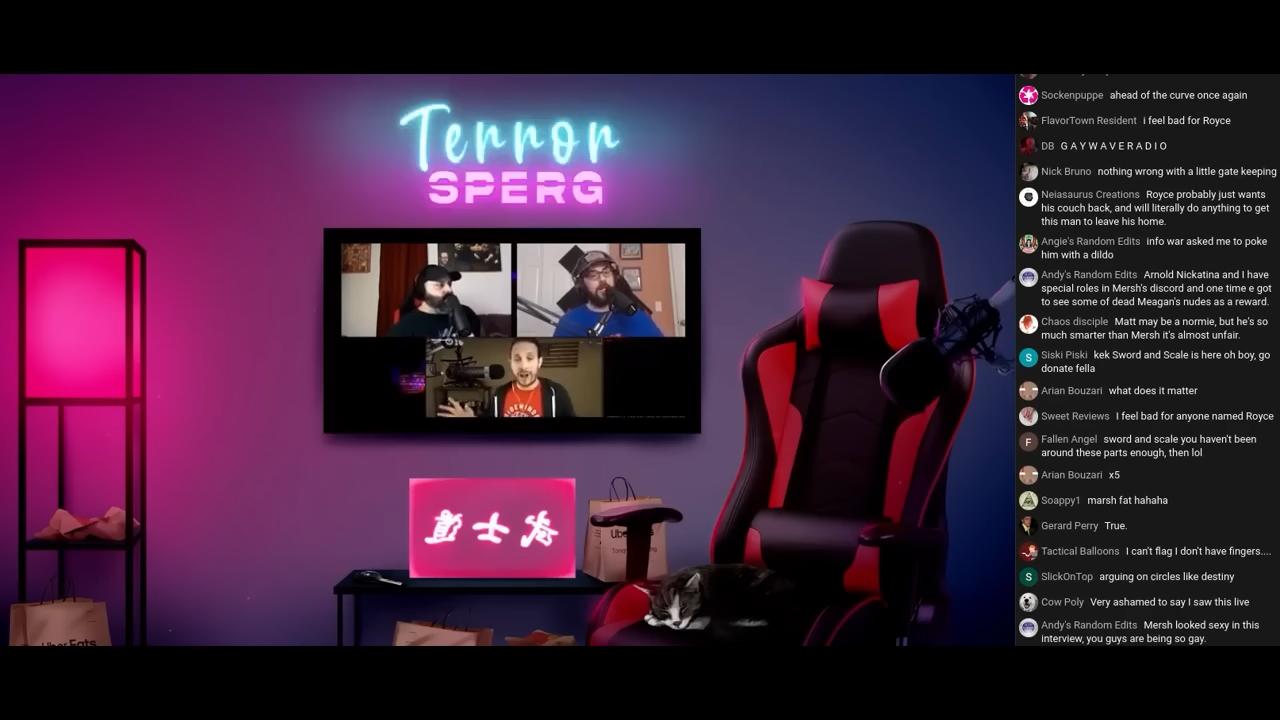 Terror
SPERG
武士道
Uber
Uber Eats
Sockenpuppe ahead of the curve once again
FlavorTown Resident i feel bad for Royce
DB G A Y W A V E R A D I O
Nick Bruno nothing wrong with a little gate keeping
Neiasaurus Creations Royce probably just wants
his couch back, and will literally do anything to get
this man to leave his home.
Angie's Random Edits info war asked me to poke
him with a dildo
Andy's Random Edits Arnold Nickatina and I have
special roles in Mersh's discord and one time e got
to see some of dead Meagan's nudes as a reward.
Chaos disciple Matt may be a normie, but he's so
much smarter than Mersh it's almost unfair.
Siski Piski kek Sword and Scale is here oh boy, go
donate fella
Arian Bouzari what does it matter
Sweet Reviews I feel bad for anyone named Royce
Fallen Angel sword and scale you haven't been
around these parts enough, then lol
Arian Bouzari x5
Soappy1 marsh fat hahaha
Gerard Perry True.
Tactical Balloons I can't flag I don't have fingers....
SlickOnTop arguing on circles like destiny
Cow Poly Very ashamed to say I saw this live
Andy's Random Edits Mersh looked sexy in this
interview, you guys are being so gay.